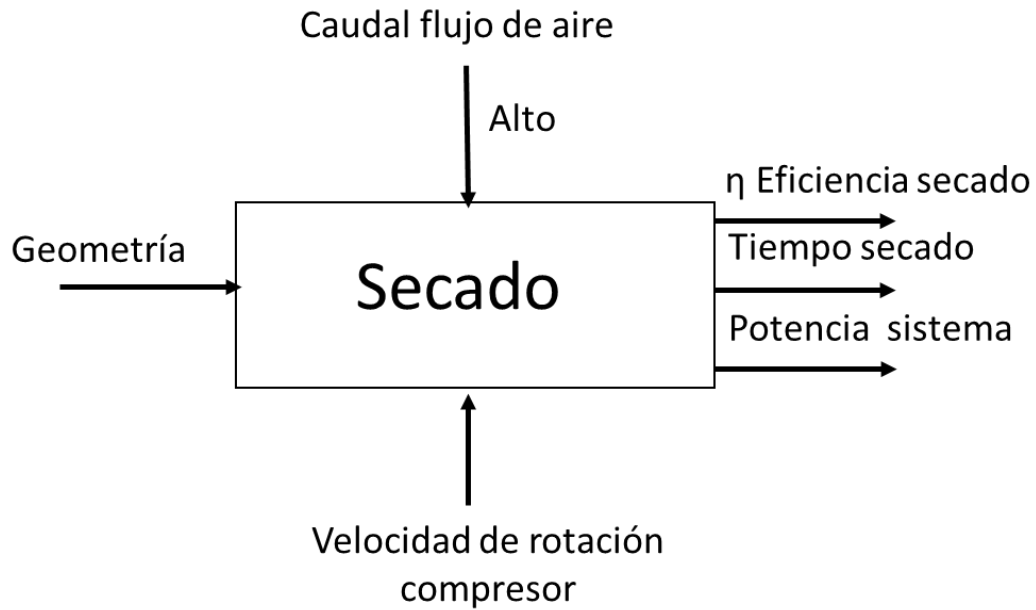 Caudal flujo de aire
Alto
η Eficiencia secado
Geometría
Tiempo secado
Secado
Potencia sistema
Velocidad de rotación
compresor